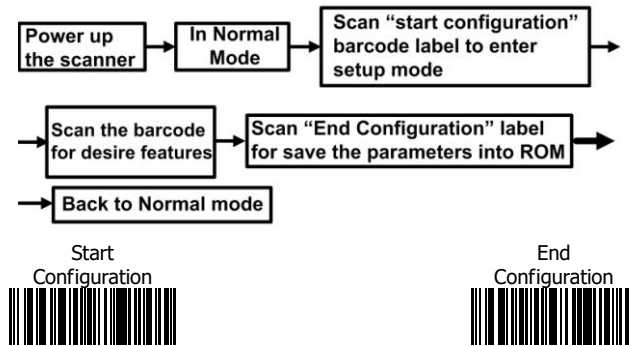 Power up
the scanner
In Normal
Mode
Scan “start configuration”
barcode label to enter
setup mode
Scan the barcode
for desire features
Scan “End Configuration” label
for save the parameters into ROM
Back to Normal mode
Start
Configuration
End
Configuration